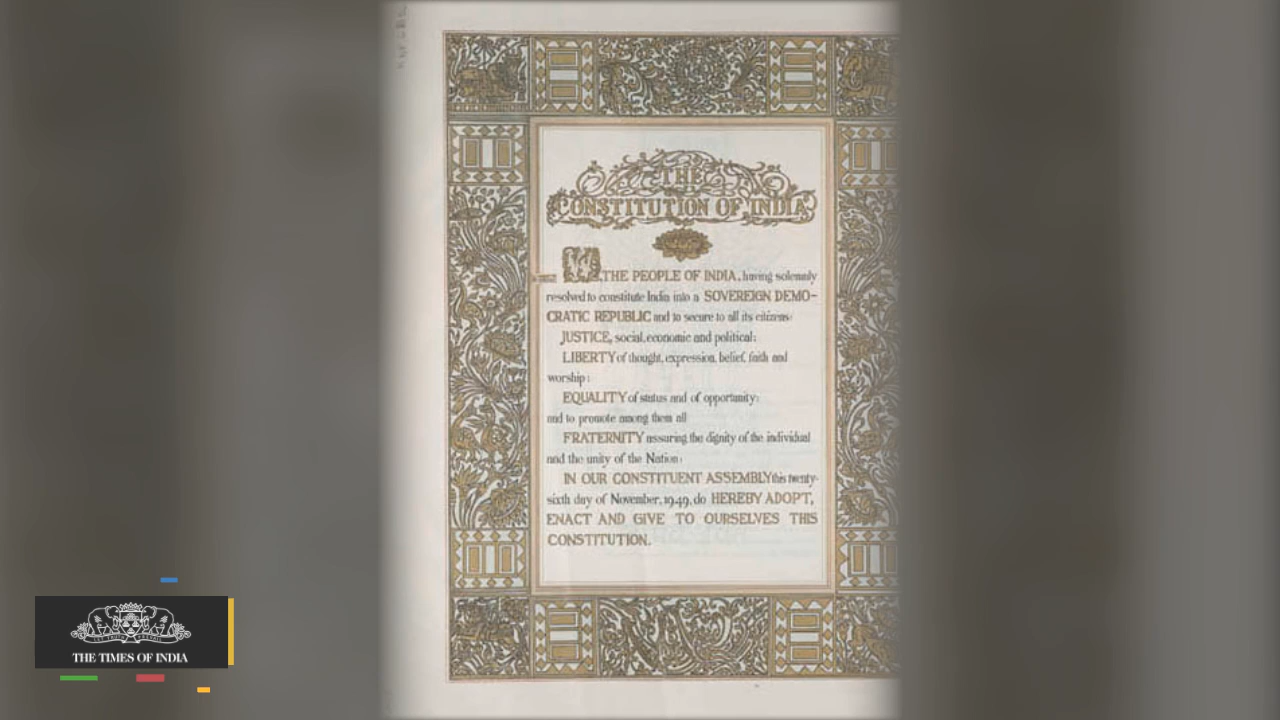 THE
CONSTITUTION OF INDIA
WE, THE PEOPLE OF INDIA, having solemnly
resolved to constitute India into a SOVEREIGN DEMO-
CRATIC REPUBLIC and to secure to all its citizens:
JUSTICE, social, economic and political;
LIBERTY of thought, expression, belief, faith and
worship;
EQUALITY of status and of opportunity;
and to promote among them all
FRATERNITY assuring the dignity of the individual
and the unity of the Nation;
IN OUR CONSTITUENT ASSEMBLY this twenty-
sixth day of November, 1949, do HEREBY ADOPT,
ENACT AND GIVE TO OURSELVES THIS
CONSTITUTION.
THE TIMES OF INDIA